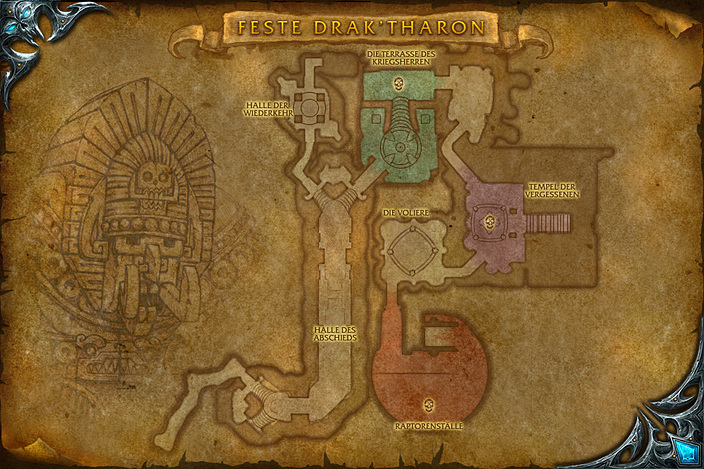 FESTE DRAK'THARON
DIE TERRASSE DES
KRIEGSHERREN
HALLE DER
WIEDERKEHR
TEMPEL DER
VERGESSENEN
DIE VOLIERE
HALLE DES
ABSCHIEDS
RAPTORENSTÄLLE